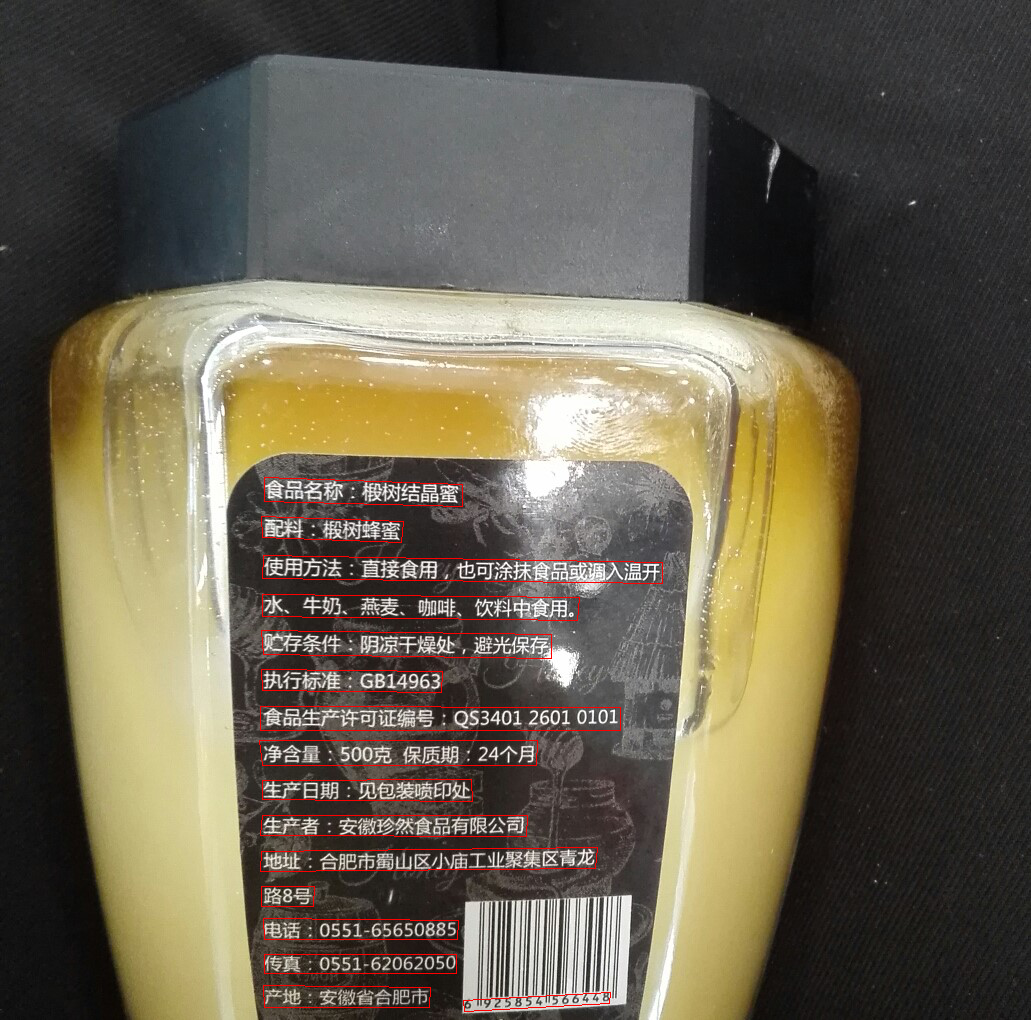 食品名称：椴树结晶蜜
配料：椴树蜂蜜
使用方法：直接食用，也可涂抹食品或调入温开
水、牛奶、燕麦、咖啡、饮料中食用。
贮存条件：阴凉干燥处，避光保存
执行标准：GB14963
食品生产许可证编号：QS3401 2601 0101
净含量：500克 保质期：24个月
生产日期：见包装喷印处
生产者：安徽珍然食品有限公司
地址：合肥市蜀山区小庙工业聚集区青龙
路8号
电话：0551-65650885
传真：0551-62062050
产地：安徽省合肥市
6 925854 566448